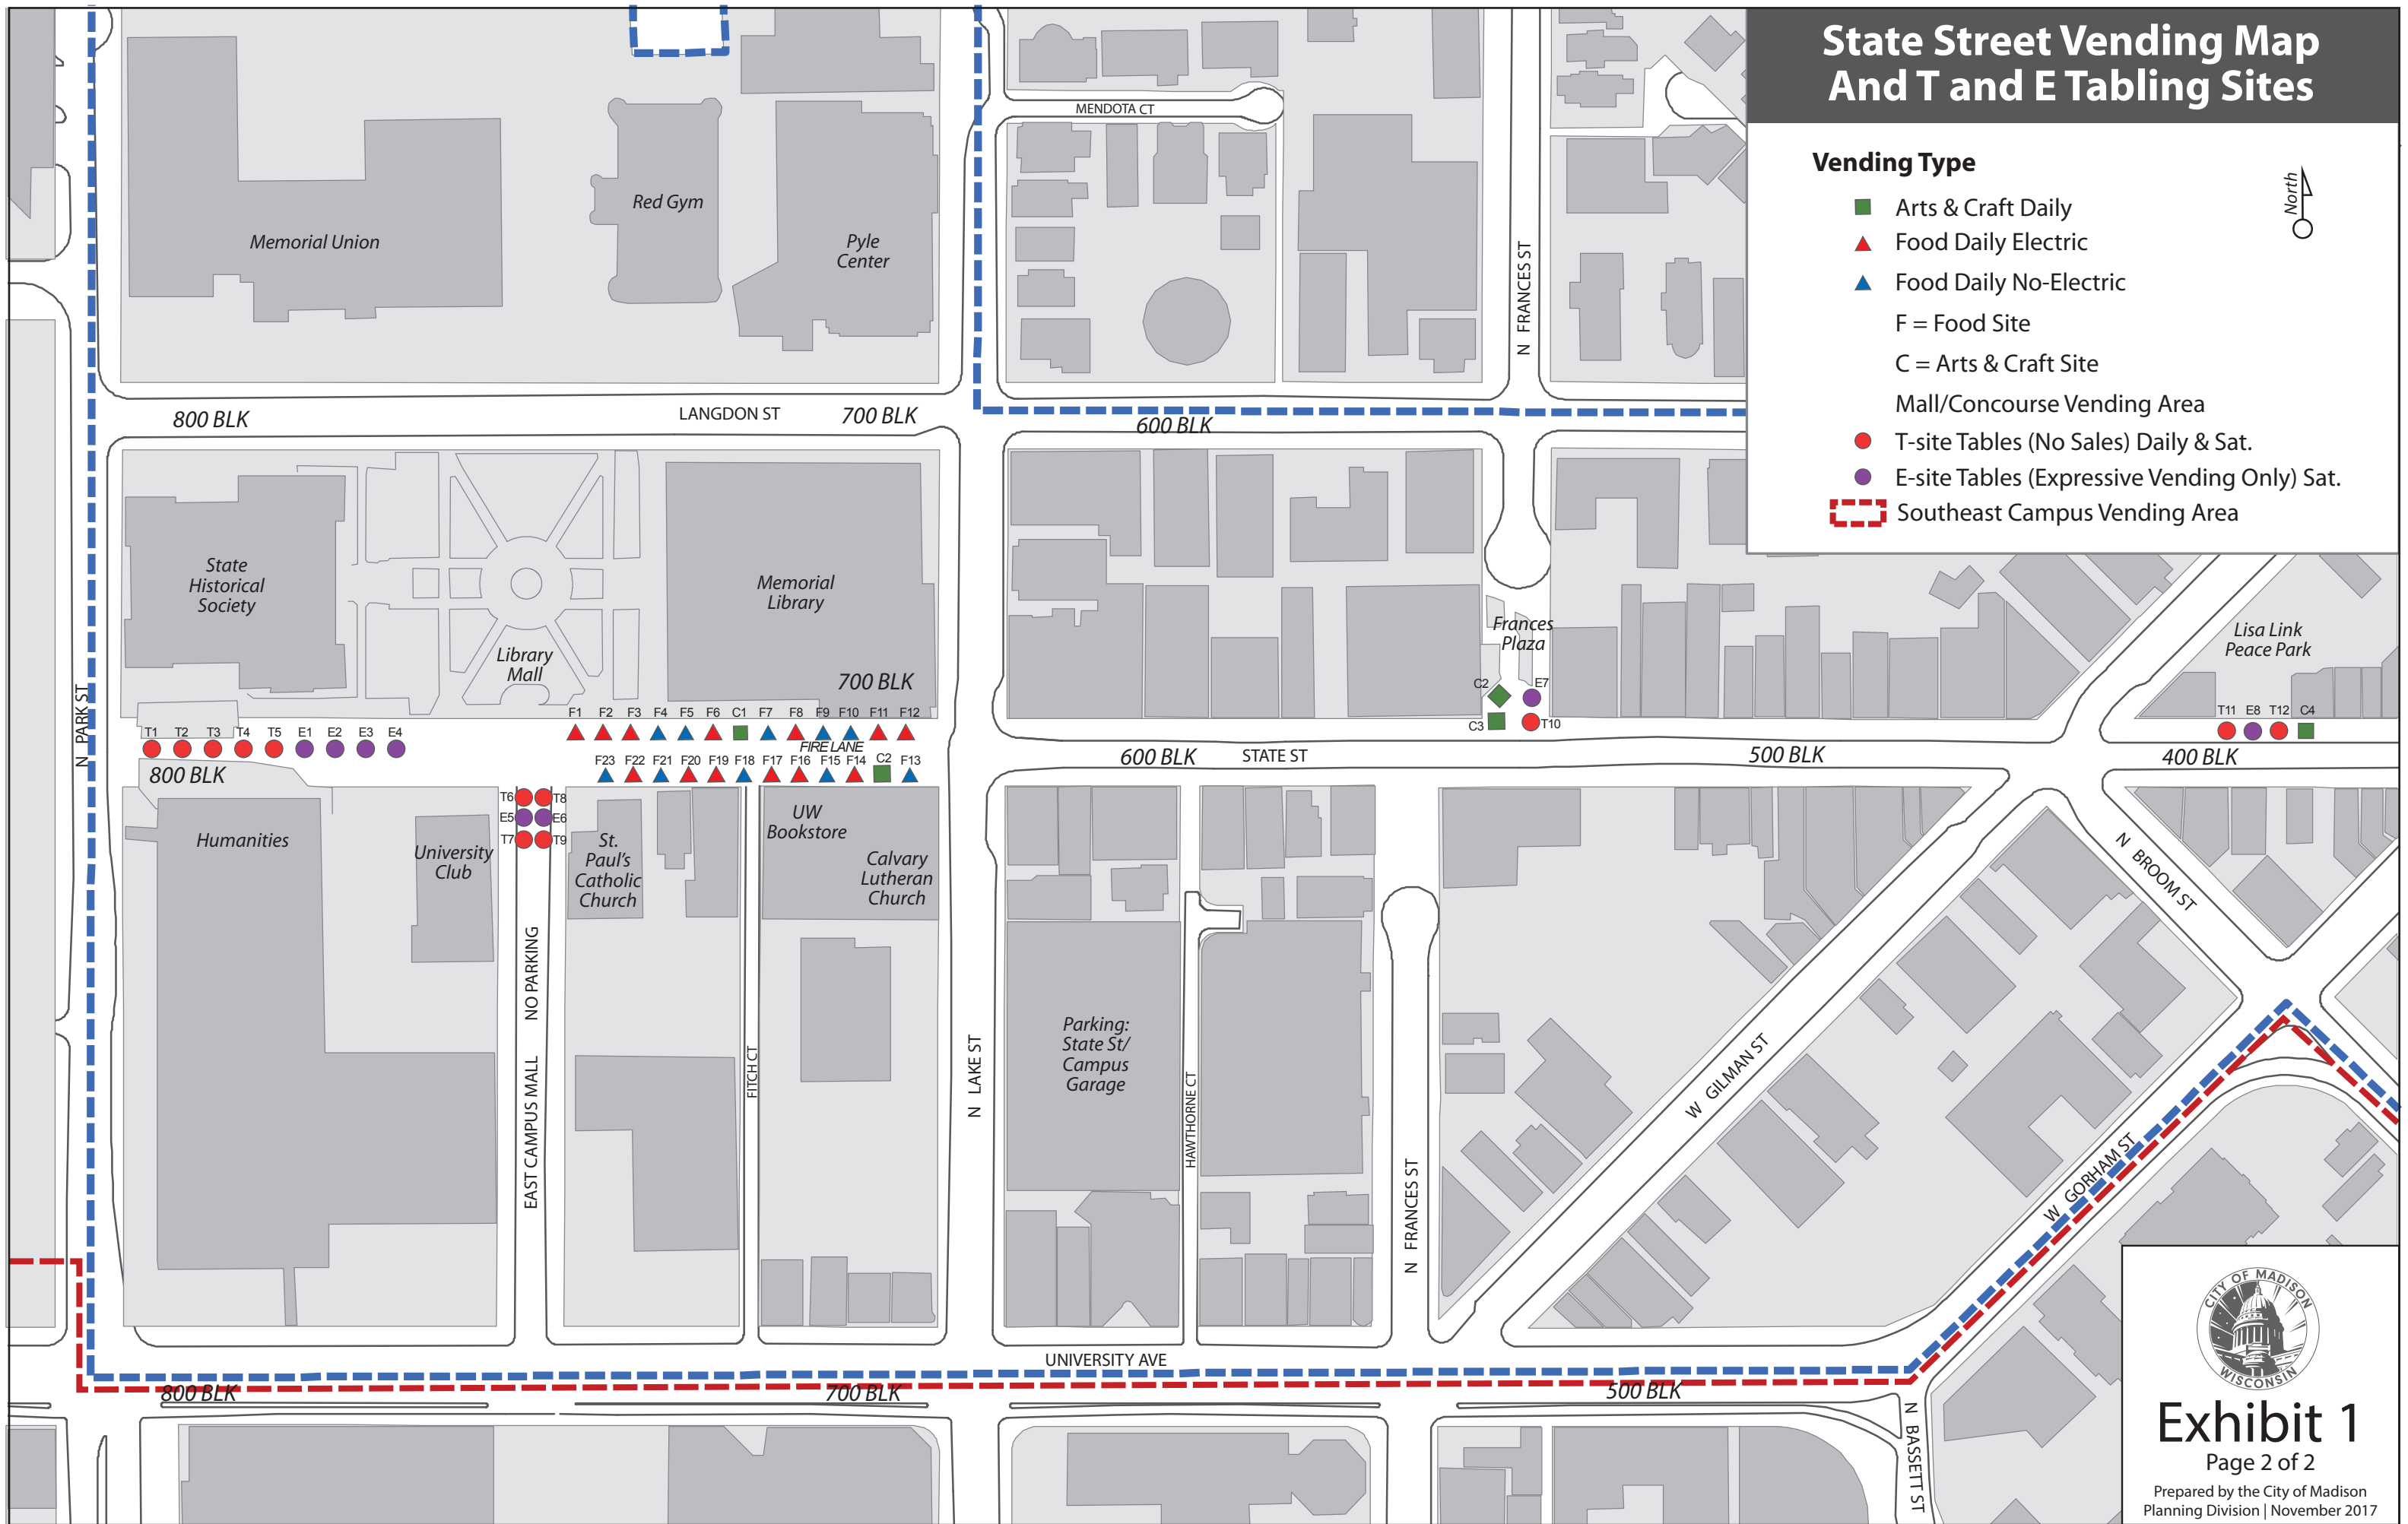 State Street Vending Map
And T and E Tabling Sites
Vending Type
North
Arts & Craft Daily
Food Daily Electric
Food Daily No-Electric
F = Food Site
C = Arts & Craft Site
Mall/Concourse Vending Area
T-site Tables (No Sales) Daily & Sat.
E-site Tables (Expressive Vending Only) Sat.
Southeast Campus Vending Area
MENDOTA CT
Red Gym
Memorial Union
Pyle
Center
N FRANCES ST
800 BLK
LANGDON ST
700 BLK
600 BLK
State
Historical
Society
Library
Mall
Memorial
Library
700 BLK
Frances
Plaza
Lisa Link
Peace Park
N PARK ST
C2
E7
C3
T10
T11
E8
T12
C4
F1
F2
F3
F4
F5
F6
C1
F7
F8
F9
F10
F11
F12
T1
T2
T3
T4
T5
E1
E2
E3
E4
FIRE LANE
800 BLK
600 BLK
STATE ST
500 BLK
400 BLK
F23
F22
F21
F20
F19
F18
F17
F16
F15
F14
C2
F13
T6
T8
E5
E6
T7
T9
Humanities
University
Club
St.
Paul's
Catholic
Church
UW
Bookstore
Calvary
Lutheran
Church
N BROOM ST
EAST CAMPUS MALL NO PARKING
FITCH CT
N LAKE ST
Parking:
State St/
Campus
Garage
HAWTHORNE CT
N FRANCES ST
W GILMAN ST
W GORHAM ST
UNIVERSITY AVE
800 BLK
700 BLK
500 BLK
N BASSETT ST
CITY OF MADISON
WISCONSIN
Exhibit 1
Page 2 of 2
Prepared by the City of Madison
Planning Division | November 2017